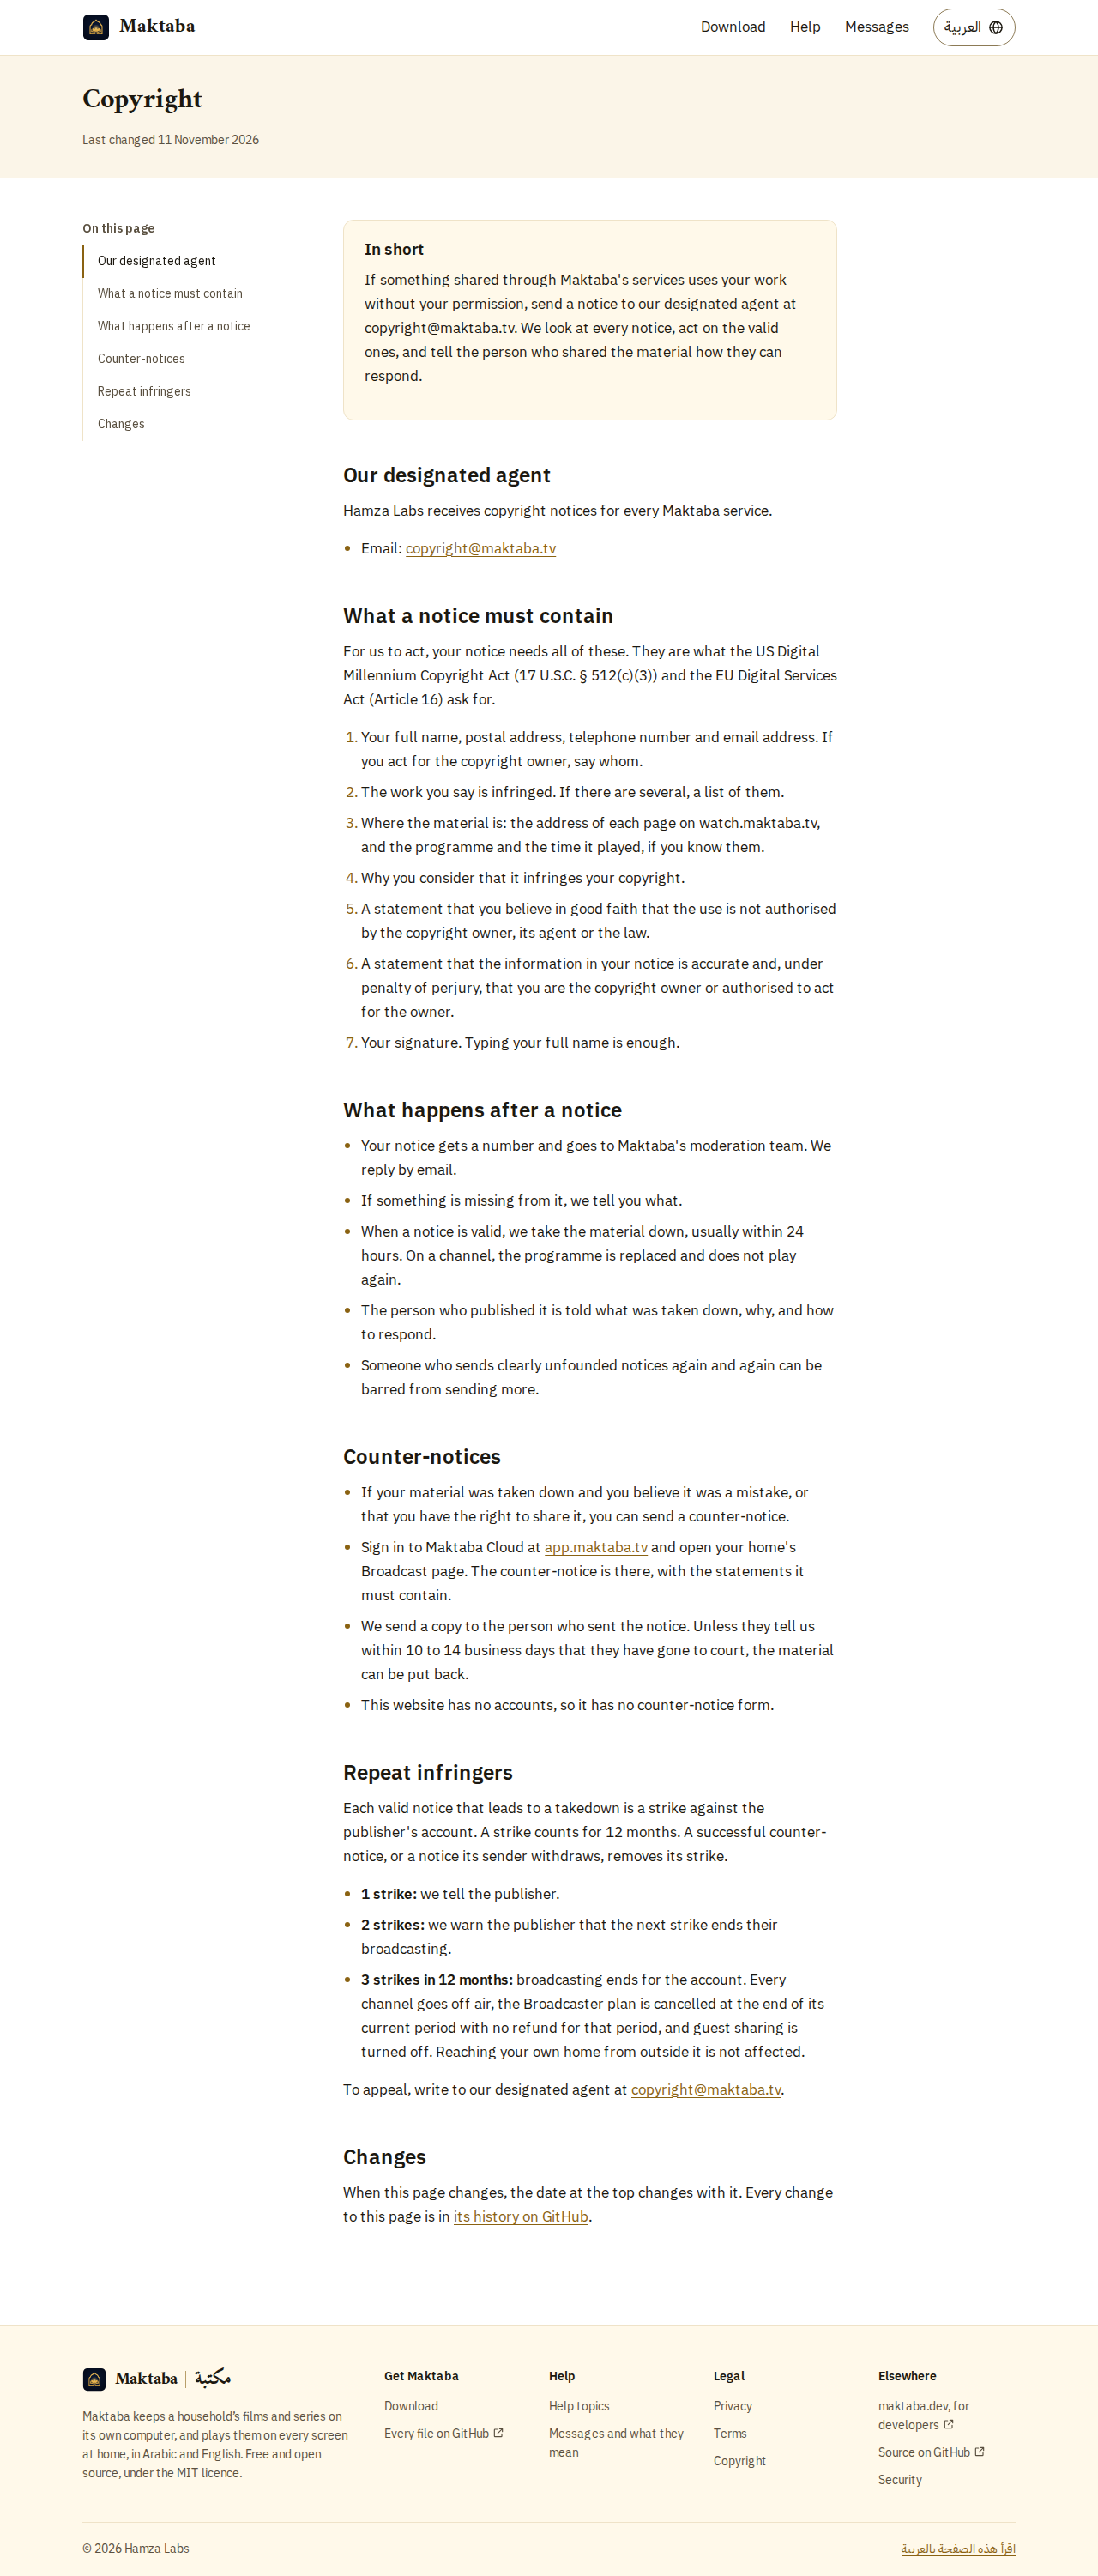 Maktaba
Download
Help
Messages
العربية
Copyright
Last changed 11 November 2026
On this page
Our designated agent
What a notice must contain
What happens after a notice
Counter-notices
Repeat infringers
Changes
In short
If something shared through Maktaba's services uses your work
without your permission, send a notice to our designated agent at
copyright@maktaba.tv. We look at every notice, act on the valid
ones, and tell the person who shared the material how they can
respond.
Our designated agent
Hamza Labs receives copyright notices for every Maktaba service.
• Email: copyright@maktaba.tv
What a notice must contain
For us to act, your notice needs all of these. They are what the US Digital
Millennium Copyright Act (17 U.S.C. § 512(c)(3)) and the EU Digital Services
Act (Article 16) ask for.
1. Your full name, postal address, telephone number and email address. If
you act for the copyright owner, say whom.
2. The work you say is infringed. If there are several, a list of them.
3. Where the material is: the address of each page on watch.maktaba.tv,
and the programme and the time it played, if you know them.
4. Why you consider that it infringes your copyright.
5. A statement that you believe in good faith that the use is not authorised
by the copyright owner, its agent or the law.
6. A statement that the information in your notice is accurate and, under
penalty of perjury, that you are the copyright owner or authorised to act
for the owner.
7. Your signature. Typing your full name is enough.
What happens after a notice
• Your notice gets a number and goes to Maktaba's moderation team. We
reply by email.
• If something is missing from it, we tell you what.
• When a notice is valid, we take the material down, usually within 24
hours. On a channel, the programme is replaced and does not play
again.
• The person who published it is told what was taken down, why, and how
to respond.
• Someone who sends clearly unfounded notices again and again can be
barred from sending more.
Counter-notices
• If your material was taken down and you believe it was a mistake, or
that you have the right to share it, you can send a counter-notice.
• Sign in to Maktaba Cloud at app.maktaba.tv and open your home's
Broadcast page. The counter-notice is there, with the statements it
must contain.
• We send a copy to the person who sent the notice. Unless they tell us
within 10 to 14 business days that they have gone to court, the material
can be put back.
• This website has no accounts, so it has no counter-notice form.
Repeat infringers
Each valid notice that leads to a takedown is a strike against the
publisher's account. A strike counts for 12 months. A successful counter-
notice, or a notice its sender withdraws, removes its strike.
• 1 strike: we tell the publisher.
• 2 strikes: we warn the publisher that the next strike ends their
broadcasting.
• 3 strikes in 12 months: broadcasting ends for the account. Every
channel goes off air, the Broadcaster plan is cancelled at the end of its
current period with no refund for that period, and guest sharing is
turned off. Reaching your own home from outside it is not affected.
To appeal, write to our designated agent at copyright@maktaba.tv.
Changes
When this page changes, the date at the top changes with it. Every change
to this page is in its history on GitHub.
Maktaba | مكتبة
Maktaba keeps a household's films and series on
its own computer, and plays them on every screen
at home, in Arabic and English. Free and open
source, under the MIT licence.
Get Maktaba
Download
Every file on GitHub
Help
Help topics
Messages and what they
mean
Legal
Privacy
Terms
Copyright
Elsewhere
maktaba.dev, for
developers
Source on GitHub
Security
© 2026 Hamza Labs
اقرأ هذه الصفحة بالعربية